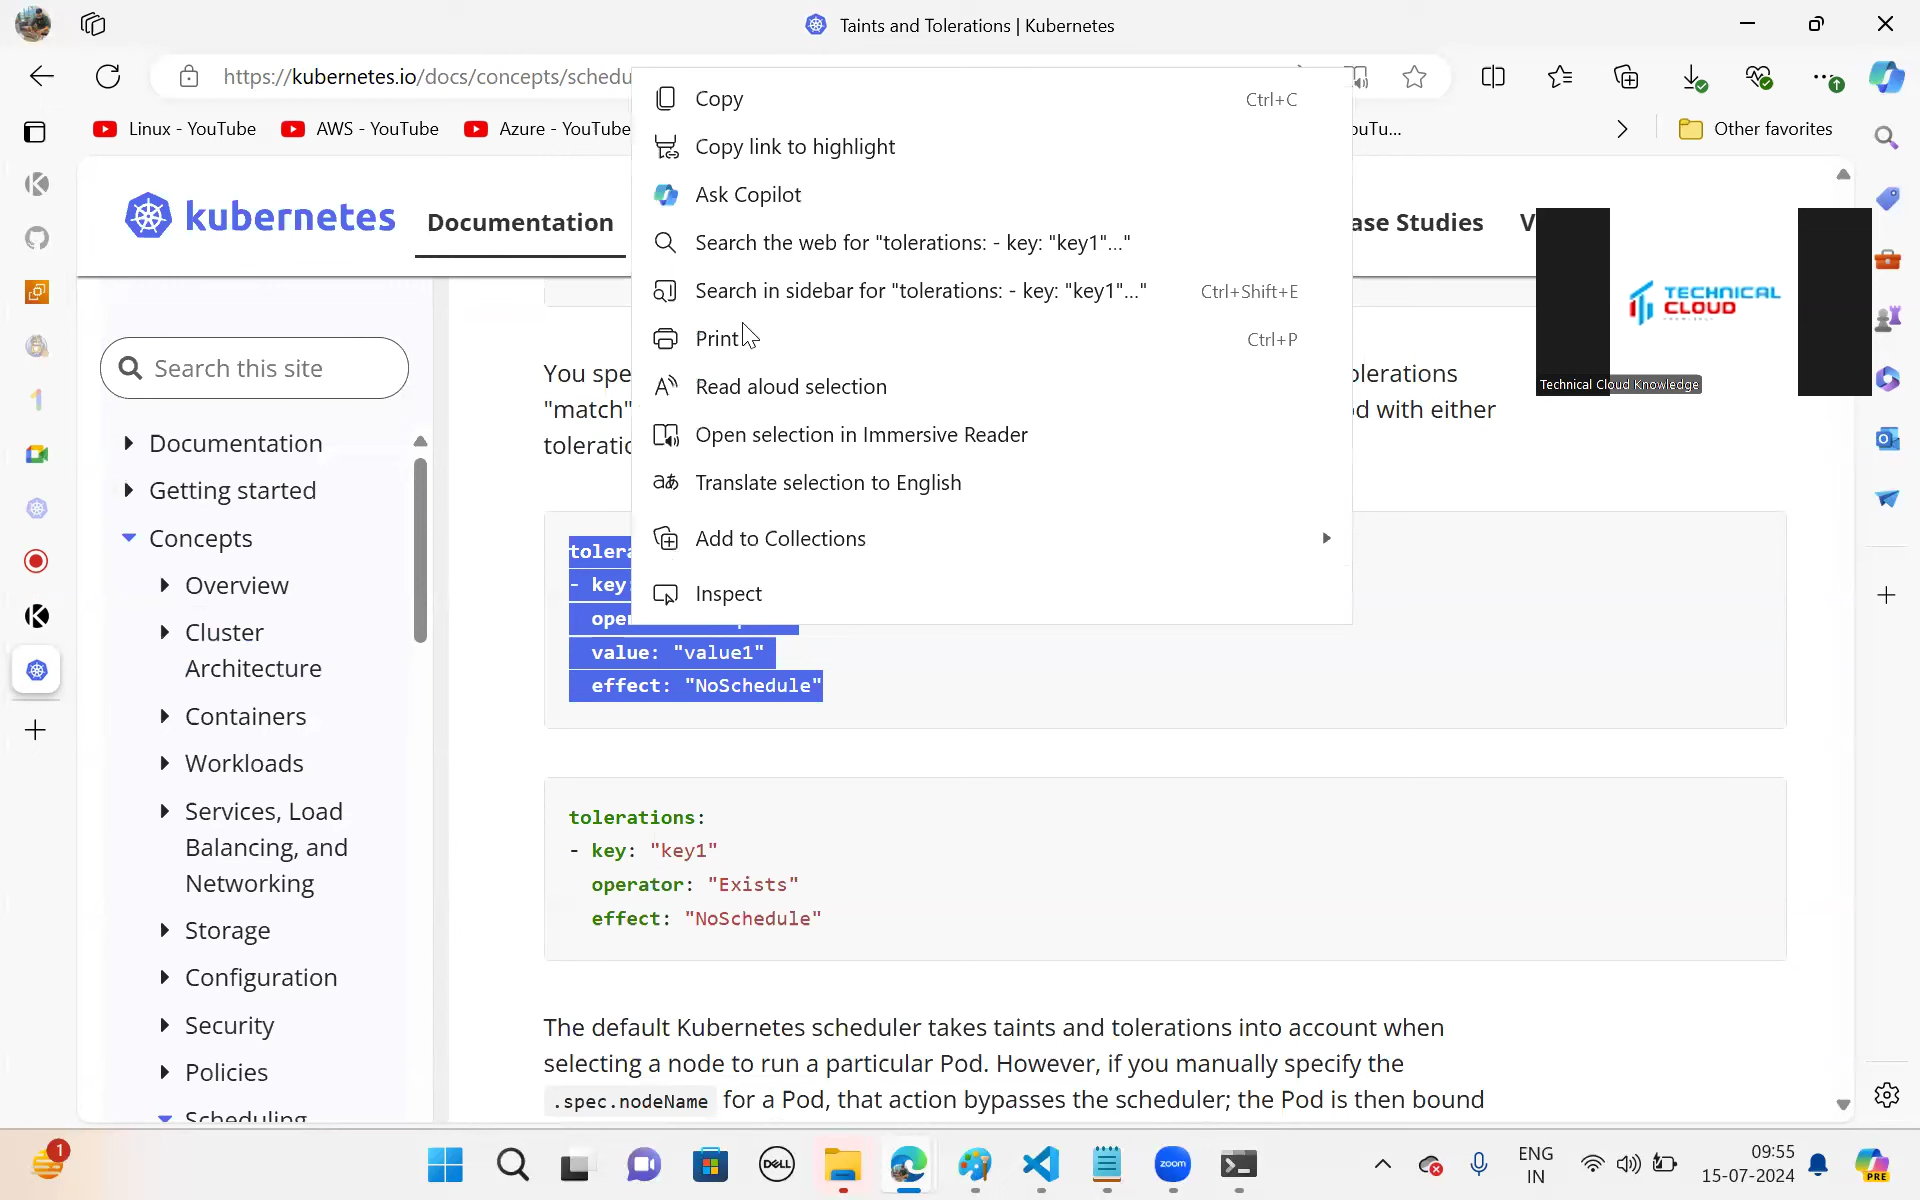 Taints and Tolerations | Kubernetes
https://kubernetes.io/docs/concepts/schedu
Linux - YouTube
AWS - YouTube
Azure - YouTube
ouTu...
Other favorites
Copy Ctrl+C
Copy link to highlight
Ask Copilot
Search the web for "tolerations: - key: "key1"..."
Search in sidebar for "tolerations: - key: "key1"..." Ctrl+Shift+E
Print Ctrl+P
Read aloud selection
Open selection in Immersive Reader
Translate selection to English
Add to Collections
Inspect
kubernetes
Documentation
ase Studies
V
TECHNICAL
CLOUD
Technical Cloud Knowledge
Search this site
Documentation
Getting started
Concepts
Overview
Cluster
Architecture
Containers
Workloads
Services, Load
Balancing, and
Networking
Storage
Configuration
Security
Policies
Scheduling
You spe
olerations
"match"
d with either
toleratio
tolera
- key:
oper
value: "value1"
effect: "NoSchedule"
tolerations:
- key: "key1"
operator: "Exists"
effect: "NoSchedule"
The default Kubernetes scheduler takes taints and tolerations into account when
selecting a node to run a particular Pod. However, if you manually specify the
.spec.nodeName for a Pod, that action bypasses the scheduler; the Pod is then bound
1
DELL
zoom
ENG
IN
09:55
15-07-2024
PRE